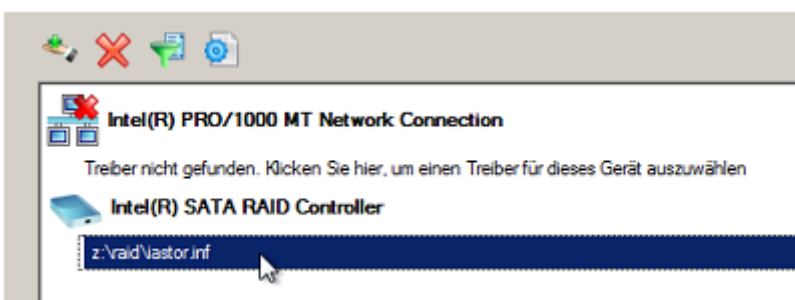 Intel(R) PRO/1000 MT Network Connection
Treiber nicht gefunden. Klicken Sie hier, um einen Treiber für dieses Gerät auszuwählen
Intel(R) SATA RAID Controller
z:\raid\iastor.inf